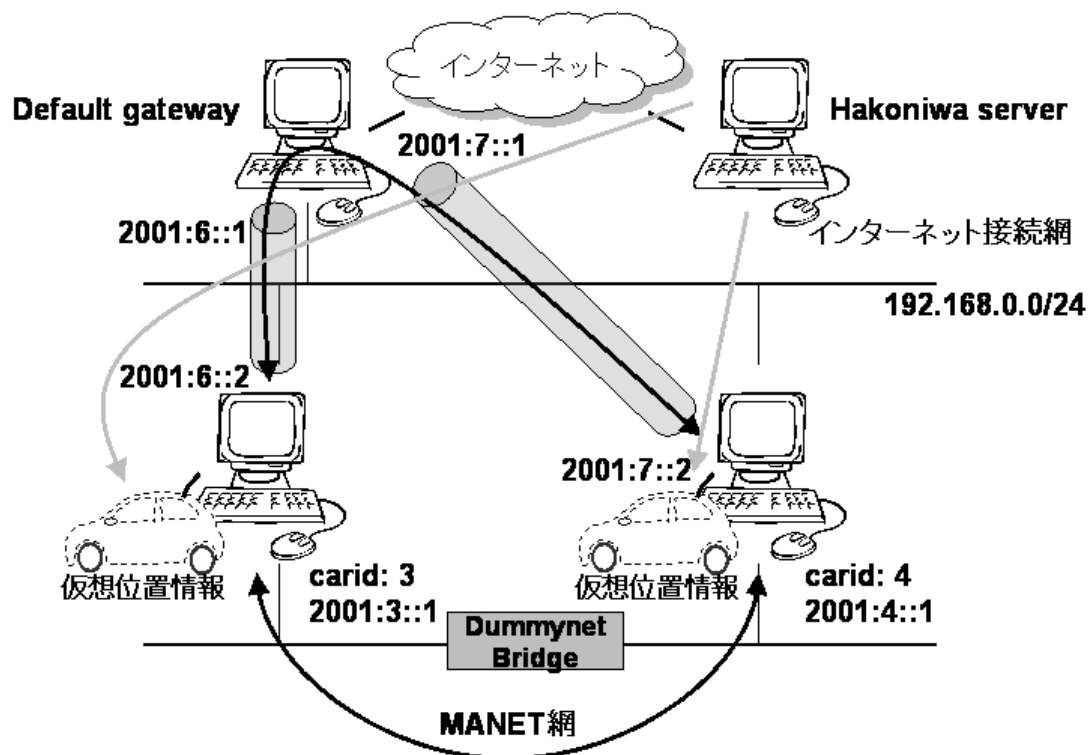 インターネット
Default gateway
Hakoniwa server
2001:7::1
2001:6::1
インターネット接続網
192.168.0.0/24
2001:6::2
2001:7::2
仮想位置情報
carid: 3
2001:3::1
仮想位置情報
carid: 4
2001:4::1
Dummynet
Bridge
MANET網